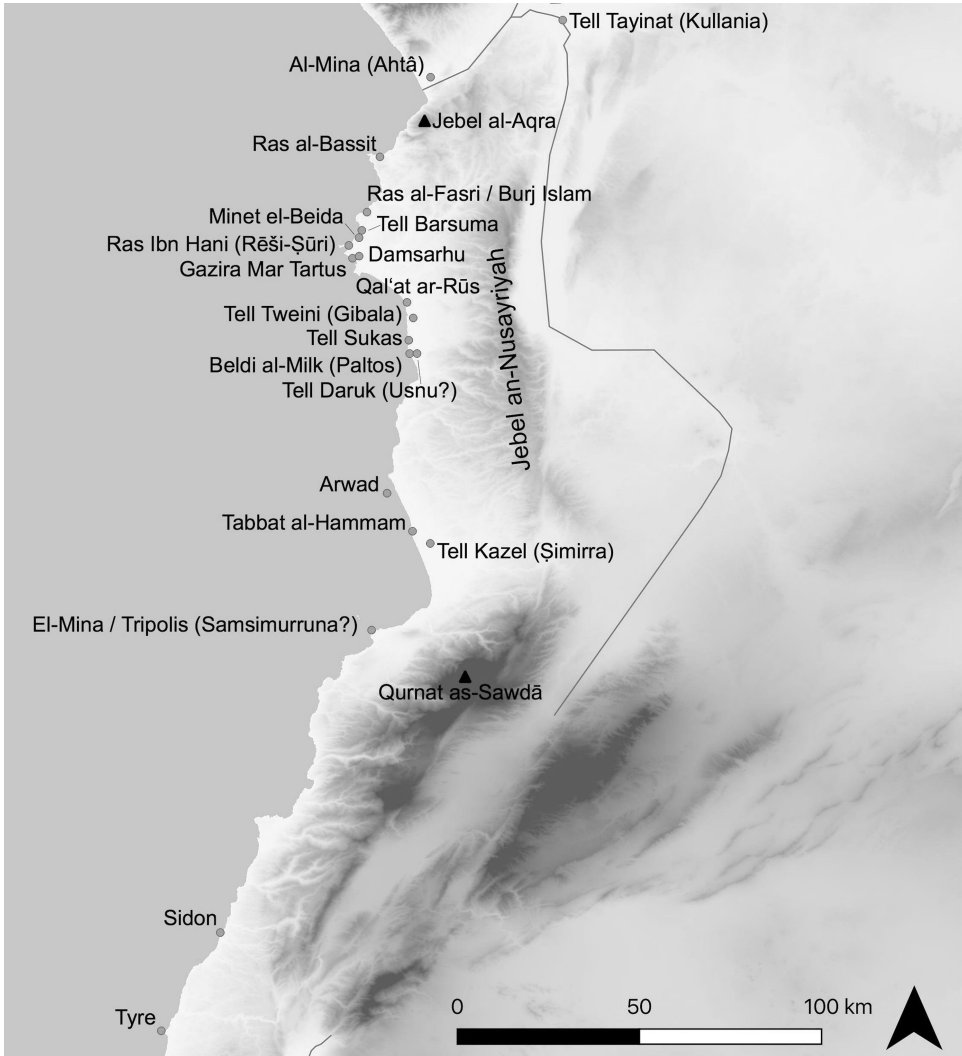 Tell Tayinat (Kullania)
Al-Mina (Ahtâ)
Jebel al-Aqra
Ras al-Bassit
Ras al-Fasri / Burj Islam
Minet el-Beida
Tell Barsuma
Ras Ibn Hani (Rēši-Ṣūri)
Damsarhu
Gazira Mar Tartus
Qal‘at ar-Rūs
Jebel an-Nusayriyah
Tell Tweini (Gibala)
Tell Sukas
Beldi al-Milk (Paltos)
Tell Daruk (Usnu?)
Arwad
Tabbat al-Hammam
Tell Kazel (Ṣimirra)
El-Mina / Tripolis (Samsimurruna?)
Qurnat as-Sawdā
Sidon
0 50 100 km
Tyre